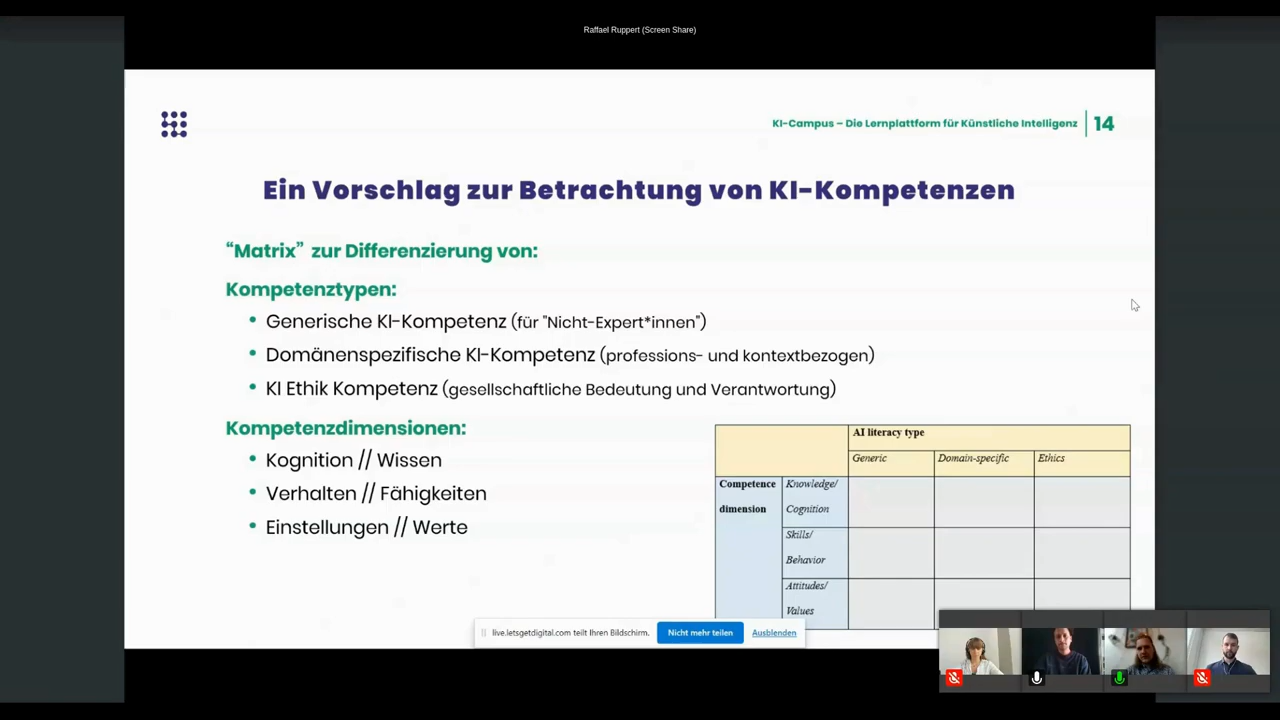 Raffael Ruppert (Screen Share)
KI-Campus – Die Lernplattform für Künstliche Intelligenz
14
Ein Vorschlag zur Betrachtung von KI-Kompetenzen
“Matrix” zur Differenzierung von:
Kompetenztypen:
• Generische KI-Kompetenz (für "Nicht-Expert*innen")
• Domänenspezifische KI-Kompetenz (professions- und kontextbezogen)
• KI Ethik Kompetenz (gesellschaftliche Bedeutung und Verantwortung)
Kompetenzdimensionen:
• Kognition // Wissen
• Verhalten // Fähigkeiten
• Einstellungen // Werte
AI literacy type
Generic Domain-specific Ethics
Competence dimension
Knowledge/
Cognition
Skills/
Behavior
Attitudes/
Values
live.letsgetdigital.com teilt Ihren Bildschirm. Nicht mehr teilen Ausblenden